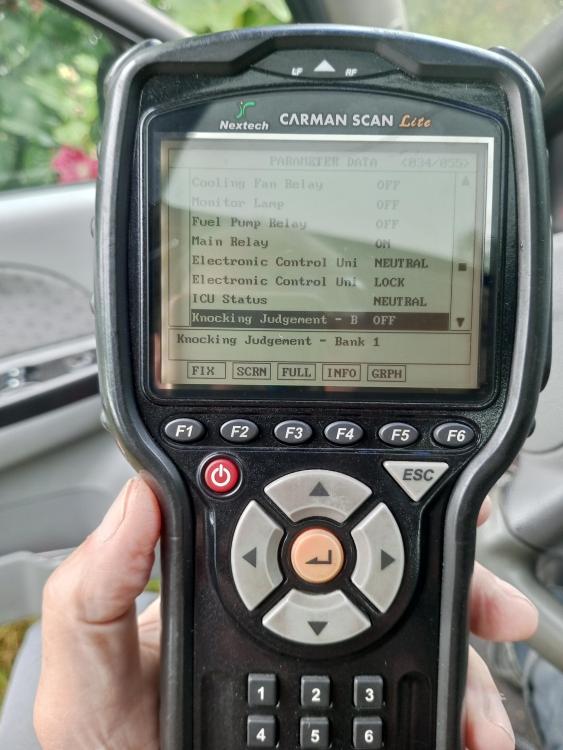 LF RF
Nextech CARMAN SCAN Lite
PARAMETER DATA <034/055>
Cooling Fan Relay OFF
Monitor Lamp OFF
Fuel Pump Relay OFF
Main Relay ON
Electronic Control Uni NEUTRAL
Electronic Control Uni LOCK
ICU Status NEUTRAL
Knocking Judgement - B OFF
Knocking Judgement - Bank 1
FIX SCRN FULL INFO GRPH
F1 F2 F3 F4 F5 F6
ESC
1 2 3
4 5 6